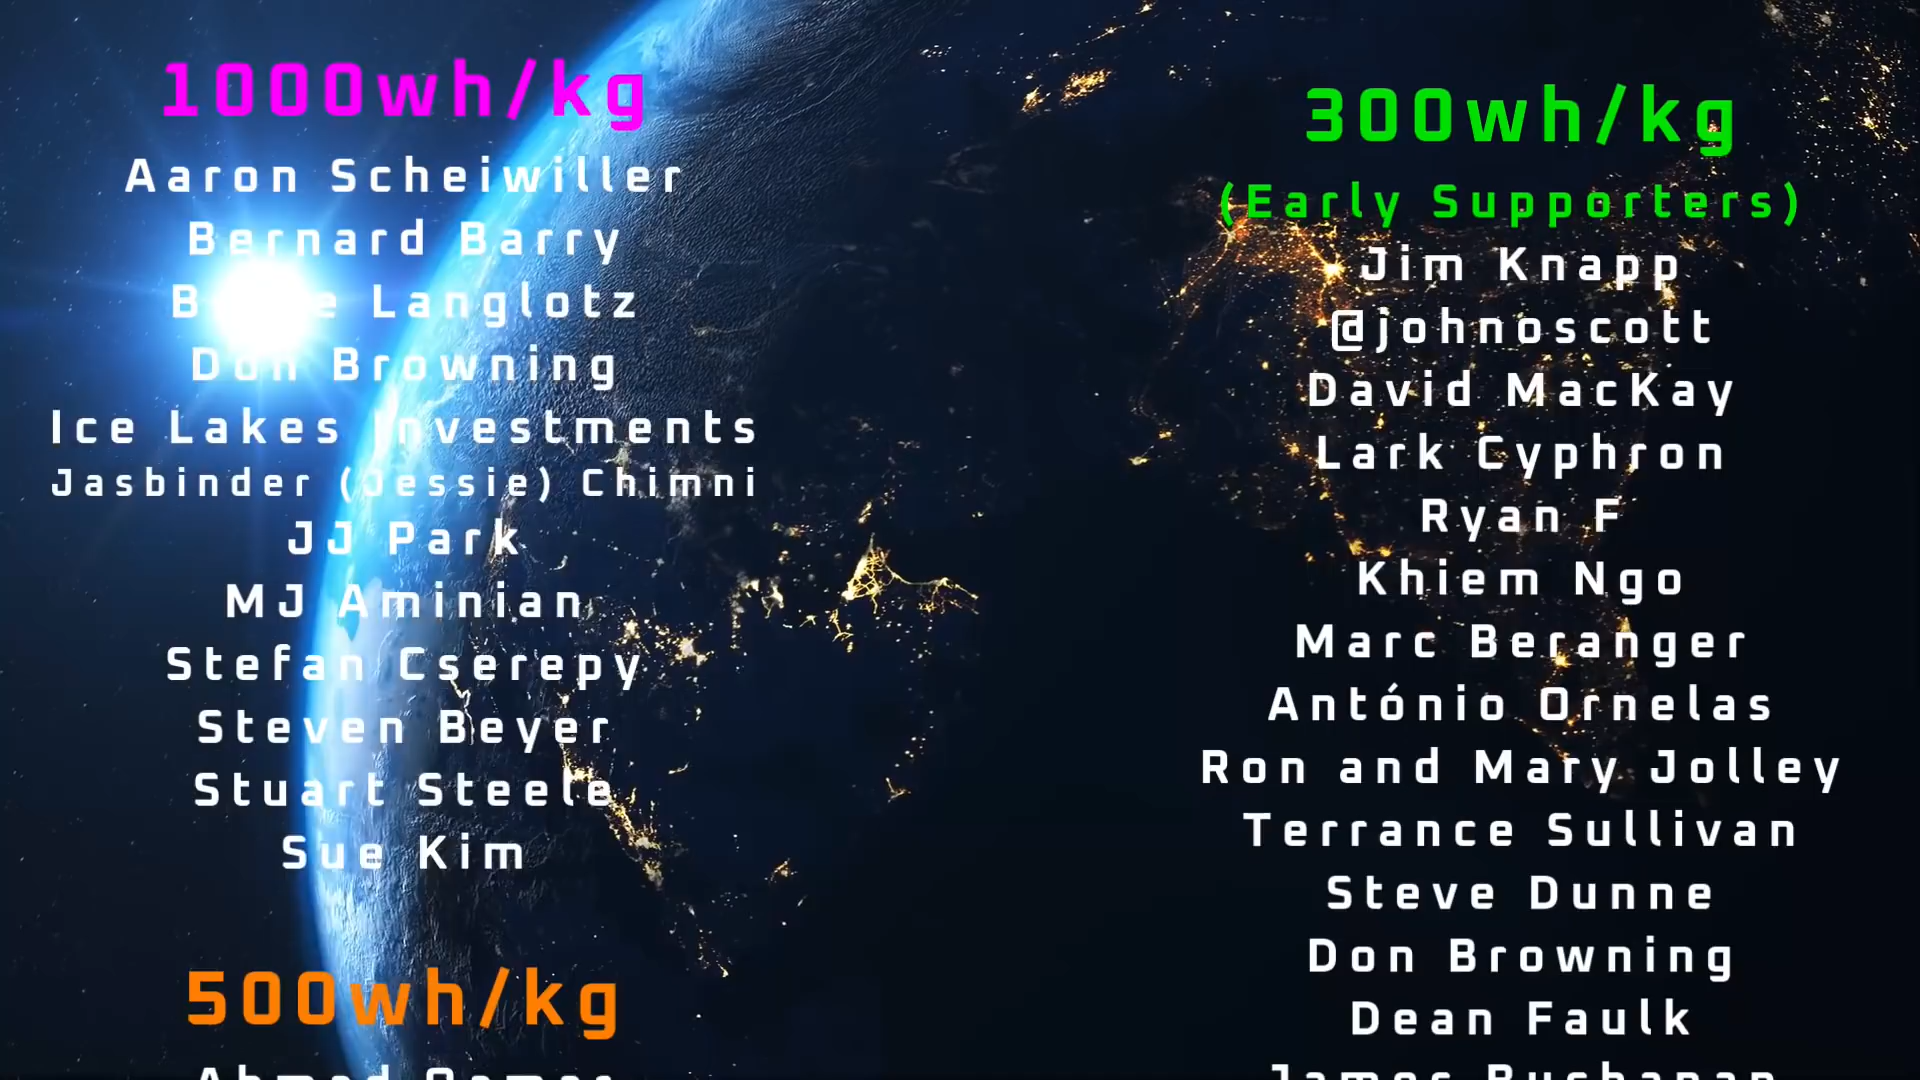 1000wh/kg
Aaron Scheiwiller
Bernard Barry
Langlotz
Don Browning
Ice Lakes Investments
Jasbinder (Jessie) Chimni
JJ Park
MJ Aminian
Stefan Cserepy
Steven Beyer
Stuart Steele
Sue Kim
500wh/kg
300wh/kg
(Early Supporters)
Jim Knapp
@johnoscott
David MacKay
Lark Cyphron
Ryan F
Khiem Ngo
Marc Beranger
António Ornelas
Ron and Mary Jolley
Terrance Sullivan
Steve Dunne
Don Browning
Dean Faulk
James Buchanan